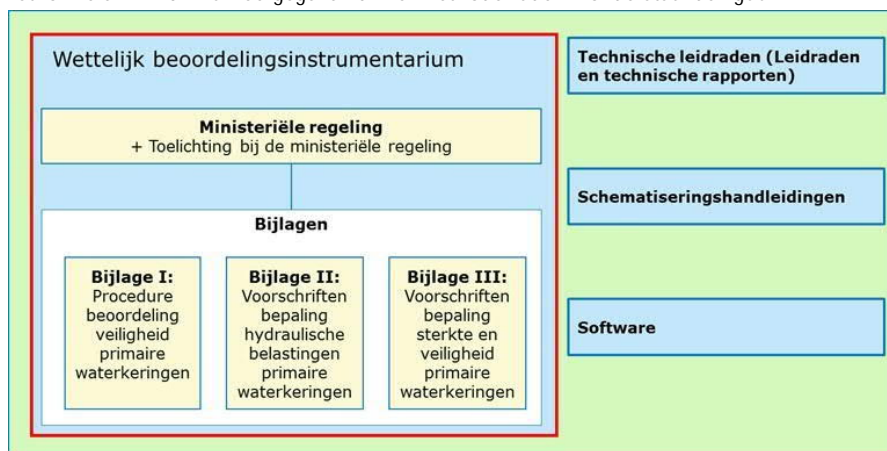 Wettelijk beoordelingsinstrumentarium
Ministeriële regeling
+ Toelichting bij de ministeriële regeling
Bijlagen
Bijlage I:
Procedure
beoordeling
veiligheid
primaire
waterkeringen
Bijlage II:
Voorschriften
bepaling
hydraulische
belastingen
primaire
waterkeringen
Bijlage III:
Voorschriften
bepaling
sterkte en
veiligheid
primaire
waterkeringen
Technische leidraden (Leidraden
en technische rapporten)
Schematiseringshandleidingen
Software